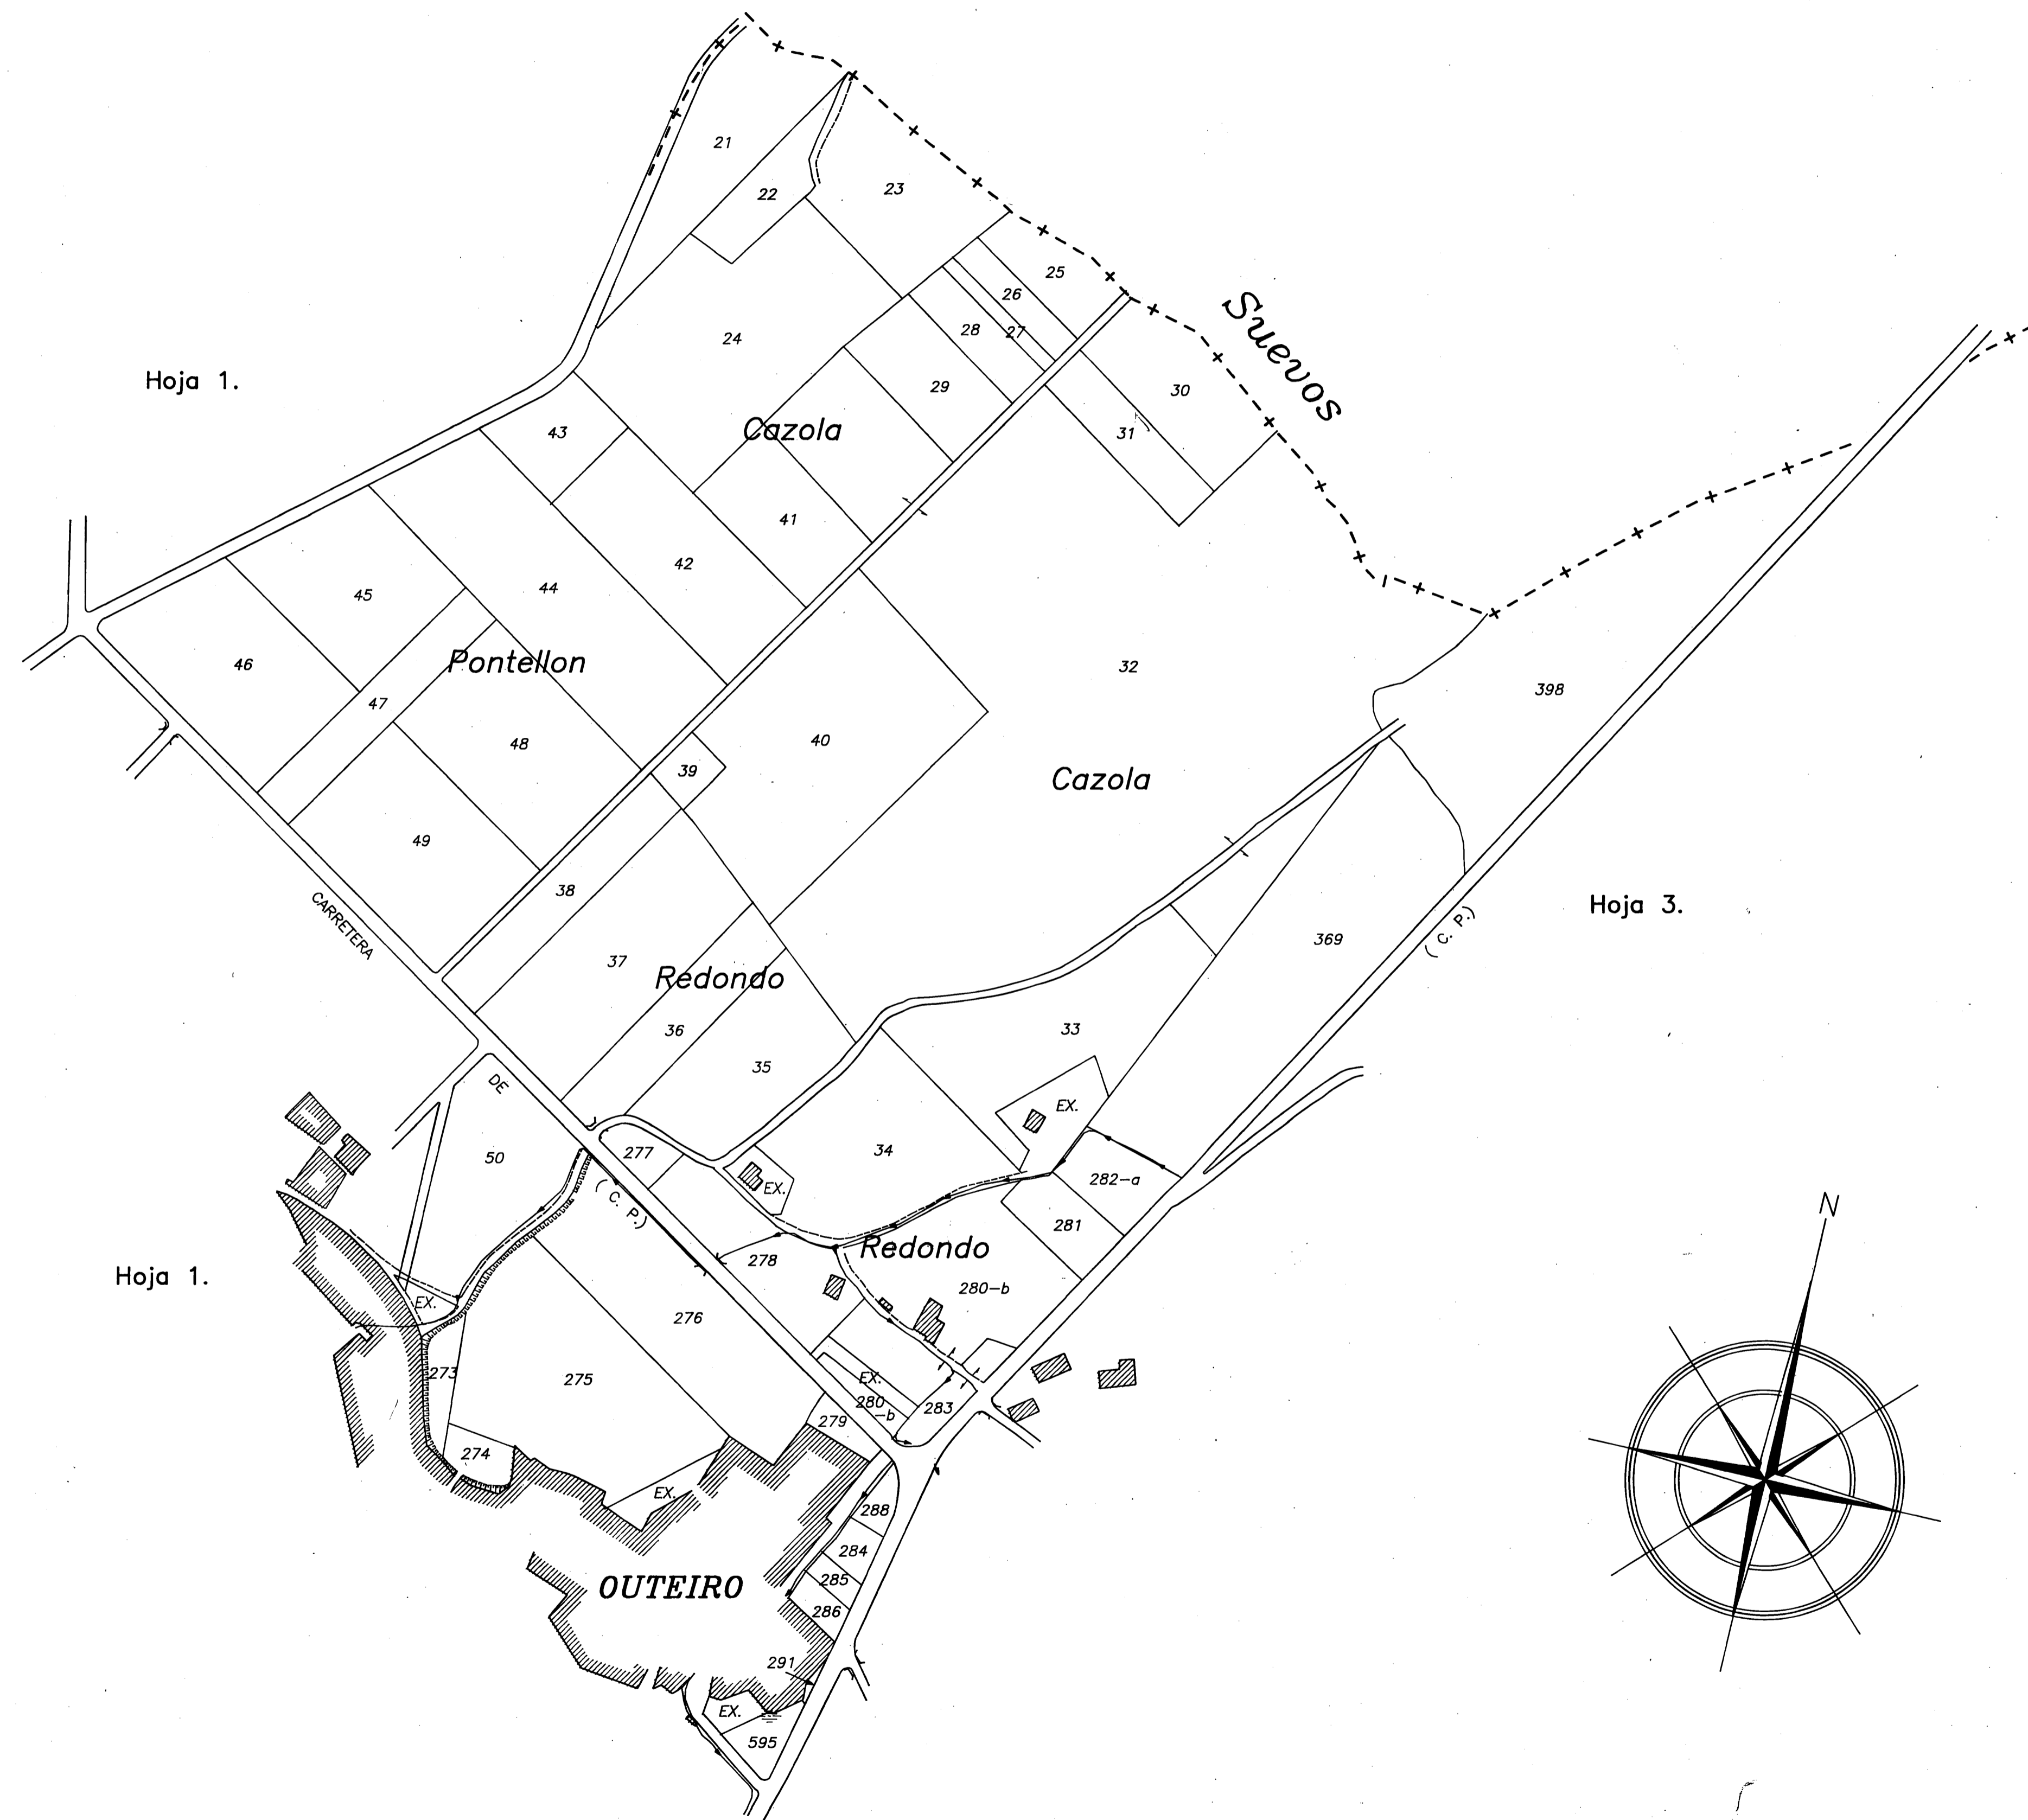 21
22
23
25
26
Suevos
28
27
24
Hoja 1.
29
30
43
Cazola
31
41
42
45
44
46
Pontellon
32
398
47
48
40
39
Cazola
49
38
CARRETERA
Hoja 3.
(C. P.)
369
37
Redondo
36
33
35
DE
EX.
50
277
34
282-a
EX.
(C. P.)
281
N
Redondo
278
Hoja 1.
280-b
EX.
276
273
275
EX.
280
-b
283
279
274
EX.
288
284
285
OUTEIRO
286
291
EX.
595